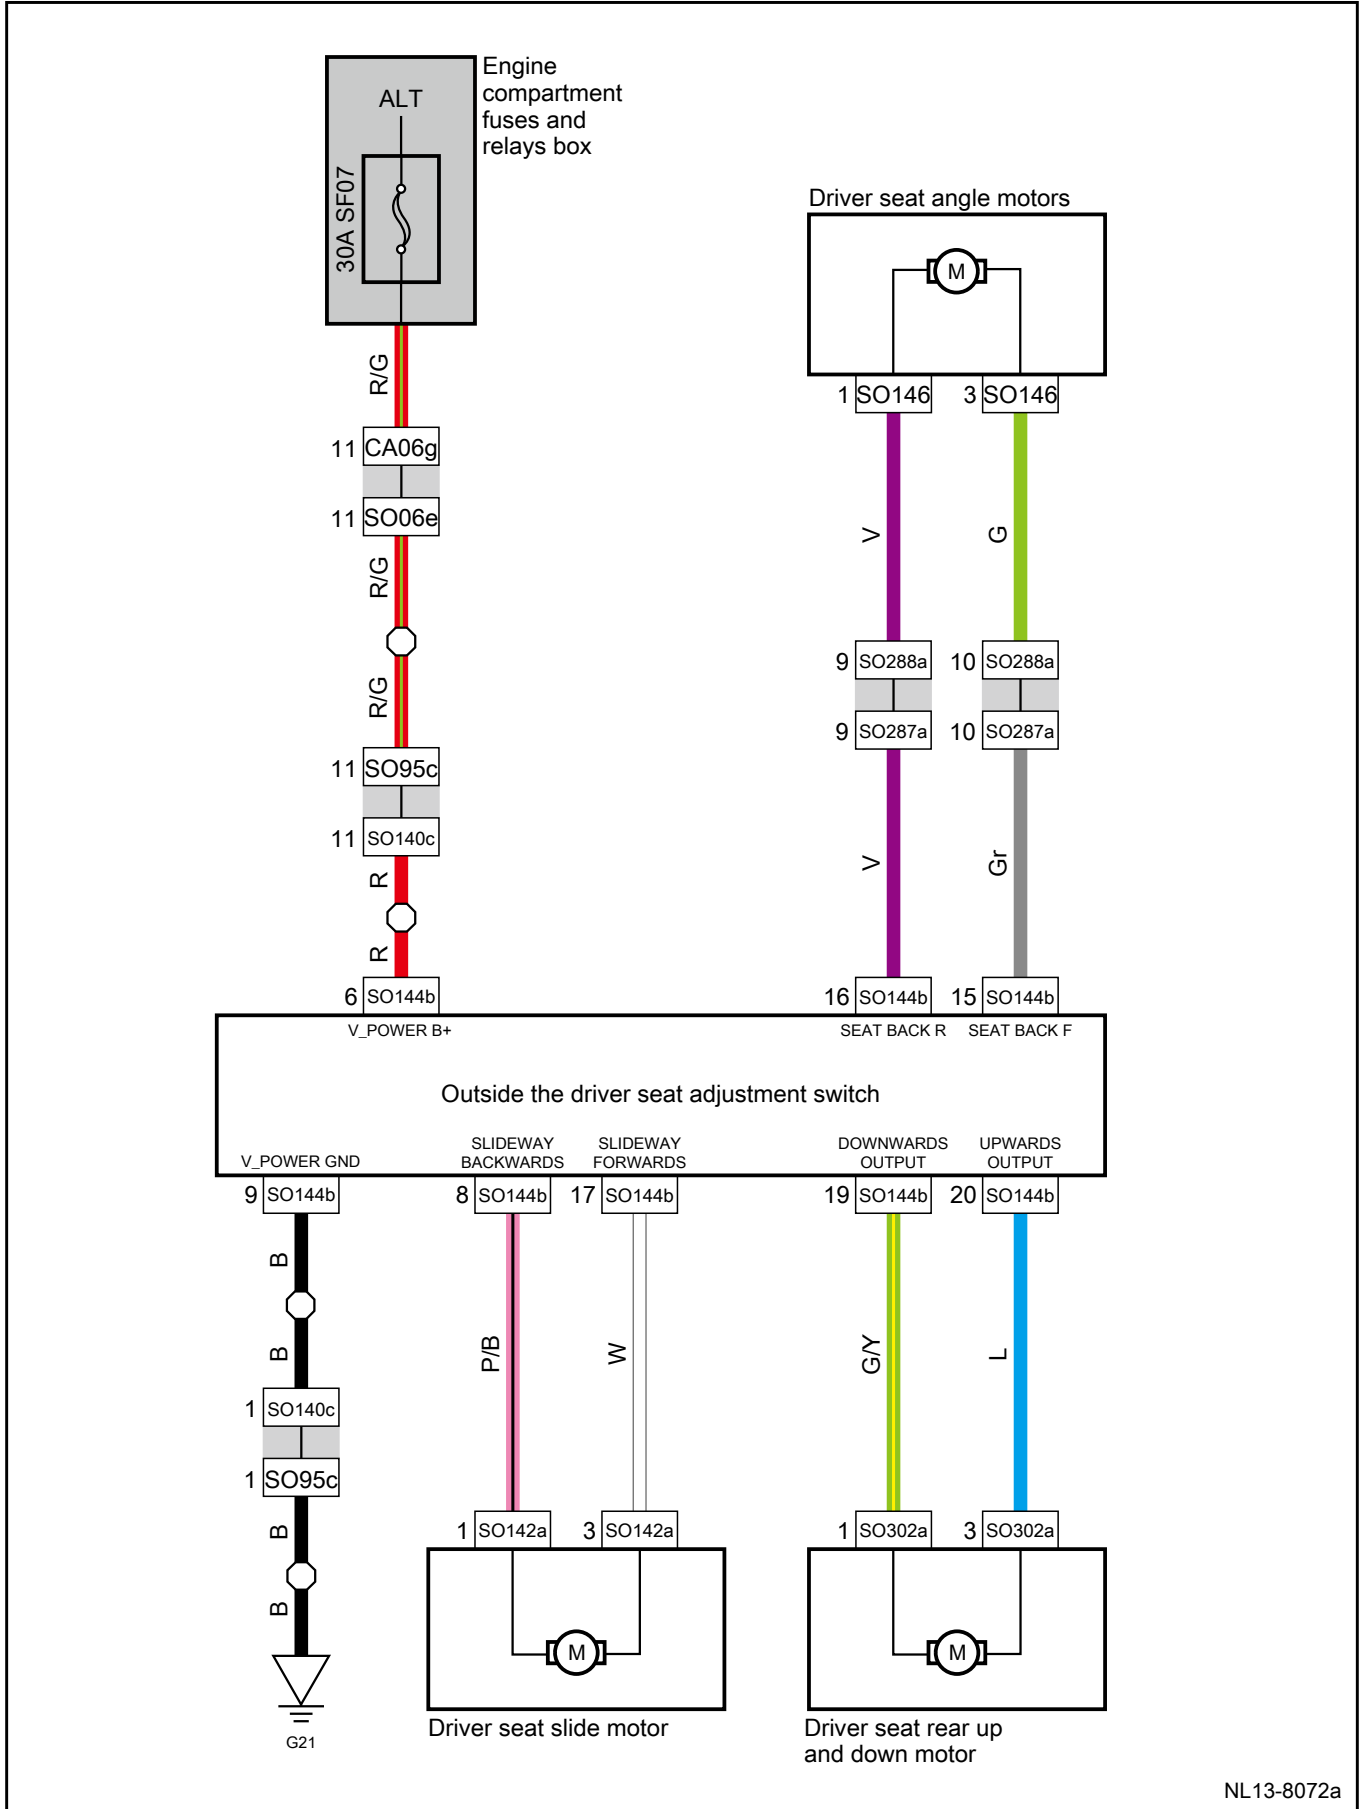 Engine
compartment
fuses and
relays box
ALT
30A SF07
Driver seat angle motors
M
R/G
1 SO146 3 SO146
11 CA06g
11 SO06e
V G
R/G
9 SO288a 10 SO288a
R/G
9 SO287a 10 SO287a
11 SO95c
11 SO140c
R
V Gr
R
6 SO144b 16 SO144b 15 SO144b
V_POWER B+ SEAT BACK R SEAT BACK F
Outside the driver seat adjustment switch
V_POWER GND
SLIDEWAY
BACKWARDS
SLIDEWAY
FORWARDS
DOWNWARDS
OUTPUT
UPWARDS
OUTPUT
9 SO144b 8 SO144b 17 SO144b 19 SO144b 20 SO144b
B
B P/B W G/Y L
1 SO140c
1 SO95c
B
1 SO142a 3 SO142a 1 SO302a 3 SO302a
B
M M
G21
Driver seat slide motor
Driver seat rear up
and down motor
NL13-8072a